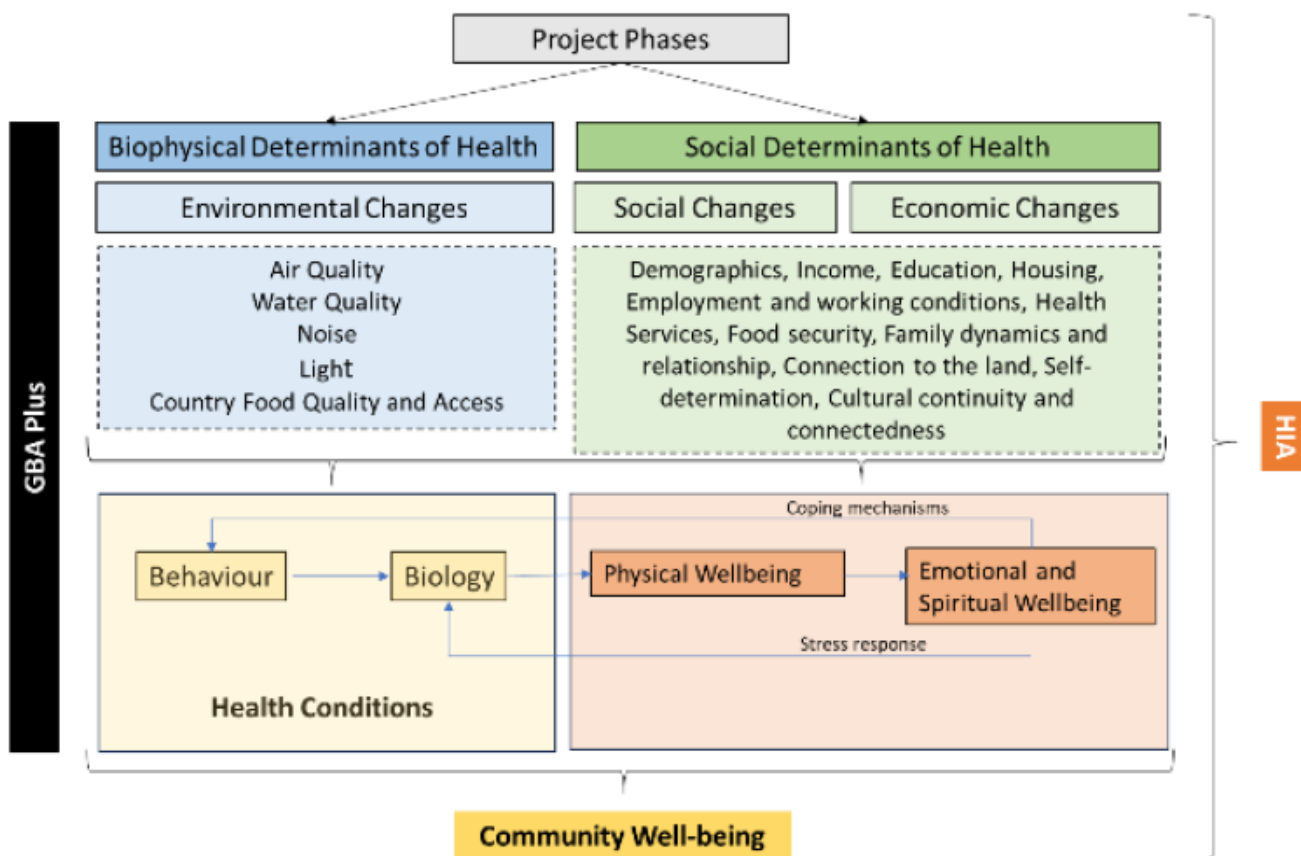 Project Phases
Biophysical Determinants of Health
Social Determinants of Health
Environmental Changes
Social Changes
Economic Changes
Air Quality
Water Quality
Noise
Light
Country Food Quality and Access
Demographics, Income, Education, Housing,
Employment and working conditions, Health
Services, Food security, Family dynamics and
relationship, Connection to the land, Self-
determination, Cultural continuity and
connectedness
GBA Plus
HIA
Coping mechanisms
Behaviour
Biology
Physical Wellbeing
Emotional and
Spiritual Wellbeing
Stress response
Health Conditions
Community Well-being